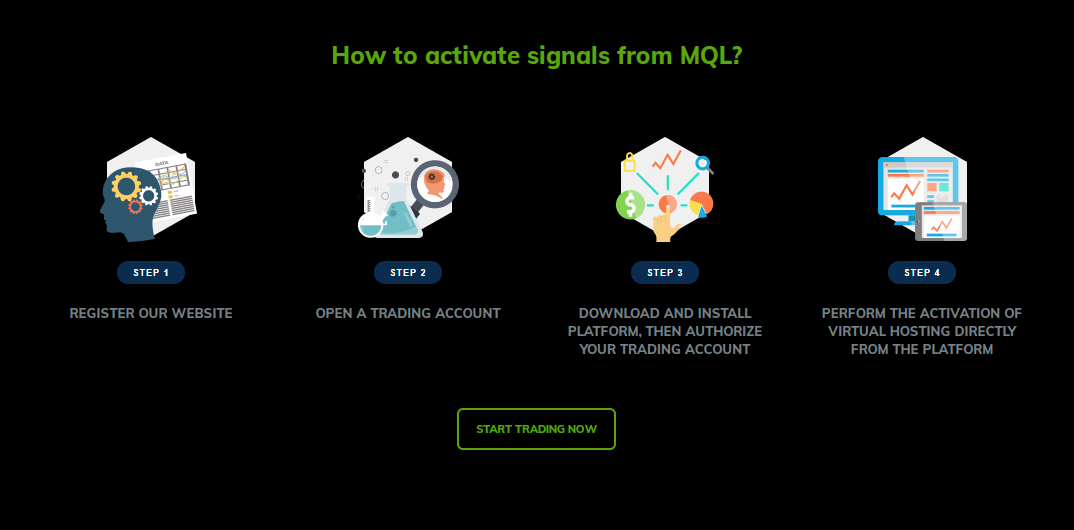 How to activate signals from MQL?
DATA
STEP 1
STEP 2
STEP 3
STEP 4
REGISTER OUR WEBSITE
OPEN A TRADING ACCOUNT
DOWNLOAD AND INSTALL
PLATFORM, THEN AUTHORIZE
YOUR TRADING ACCOUNT
PERFORM THE ACTIVATION OF
VIRTUAL HOSTING DIRECTLY
FROM THE PLATFORM
START TRADING NOW